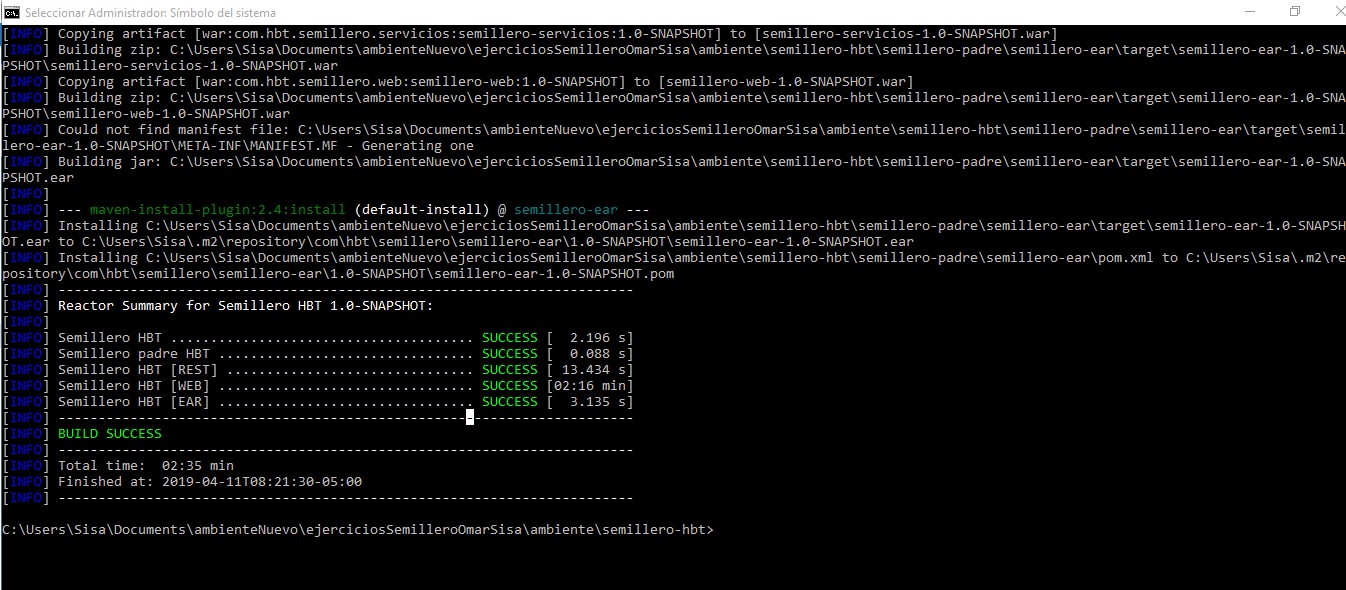 Seleccionar Administrador: Símbolo del sistema
[INFO] Copying artifact [war:com.hbt.semillero.servicios:semillero-servicios:1.0-SNAPSHOT] to [semillero-servicios-1.0-SNAPSHOT.war]
[INFO] Building zip: C:\Users\Sisa\Documents\ambienteNuevo\ejerciciosSemilleroOmarSisa\ambiente\semillero-hbt\semillero-padre\semillero-ear\target\semillero-ear-1.0-SNA
PSHOT\semillero-servicios-1.0-SNAPSHOT.war
[INFO] Copying artifact [war:com.hbt.semillero.web:semillero-web:1.0-SNAPSHOT] to [semillero-web-1.0-SNAPSHOT.war]
[INFO] Building zip: C:\Users\Sisa\Documents\ambienteNuevo\ejerciciosSemilleroOmarSisa\ambiente\semillero-hbt\semillero-padre\semillero-ear\target\semillero-ear-1.0-SNA
PSHOT\semillero-web-1.0-SNAPSHOT.war
[INFO] Could not find manifest file: C:\Users\Sisa\Documents\ambienteNuevo\ejerciciosSemilleroOmarSisa\ambiente\semillero-hbt\semillero-padre\semillero-ear\target\semil
lero-ear-1.0-SNAPSHOT\META-INF\MANIFEST.MF - Generating one
[INFO] Building jar: C:\Users\Sisa\Documents\ambienteNuevo\ejerciciosSemilleroOmarSisa\ambiente\semillero-hbt\semillero-padre\semillero-ear\target\semillero-ear-1.0-SNA
PSHOT.ear
[INFO]
[INFO] --- maven-install-plugin:2.4:install (default-install) @ semillero-ear ---
[INFO] Installing C:\Users\Sisa\Documents\ambienteNuevo\ejerciciosSemilleroOmarSisa\ambiente\semillero-hbt\semillero-padre\semillero-ear\target\semillero-ear-1.0-SNAPSH
OT.ear to C:\Users\Sisa\.m2\repository\com\hbt\semillero\semillero-ear\1.0-SNAPSHOT\semillero-ear-1.0-SNAPSHOT.ear
[INFO] Installing C:\Users\Sisa\Documents\ambienteNuevo\ejerciciosSemilleroOmarSisa\ambiente\semillero-hbt\semillero-padre\semillero-ear\pom.xml to C:\Users\Sisa\.m2\re
pository\com\hbt\semillero\semillero-ear\1.0-SNAPSHOT\semillero-ear-1.0-SNAPSHOT.pom
[INFO] ------------------------------------------------------------------------
[INFO] Reactor Summary for Semillero HBT 1.0-SNAPSHOT:
[INFO]
[INFO] Semillero HBT ...................................... SUCCESS [  2.196 s]
[INFO] Semillero padre HBT ................................ SUCCESS [  0.088 s]
[INFO] Semillero HBT [REST] ............................... SUCCESS [ 13.434 s]
[INFO] Semillero HBT [WEB] ................................ SUCCESS [02:16 min]
[INFO] Semillero HBT [EAR] ................................ SUCCESS [  3.135 s]
[INFO] ------------------------------------------------------------------------
[INFO] BUILD SUCCESS
[INFO] ------------------------------------------------------------------------
[INFO] Total time:  02:35 min
[INFO] Finished at: 2019-04-11T08:21:30-05:00
[INFO] ------------------------------------------------------------------------
C:\Users\Sisa\Documents\ambienteNuevo\ejerciciosSemilleroOmarSisa\ambiente\semillero-hbt>